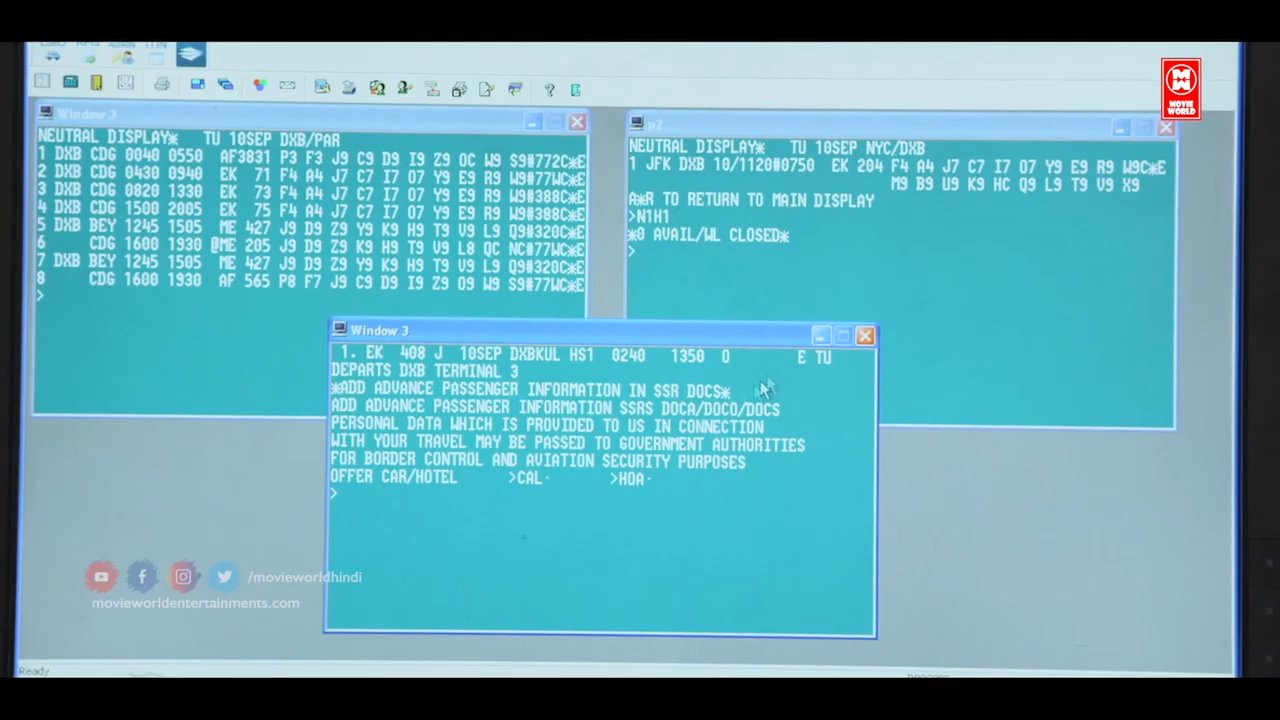 ADMIN
MOVIE
WORLD
Window 3
NEUTRAL DISPLAY* TU 10SEP DXB/PAR
1 DXB CDG 0040 0550 AF3831 P3 F3 J9 C9 D9 I9 Z9 OC W9 S9#772C*E
2 DXB CDG 0430 0940 EK 71 F4 A4 J7 C7 I7 O7 Y9 E9 R9 W9#77WC*E
3 DXB CDG 0820 1330 EK 73 F4 A4 J7 C7 I7 O7 Y9 E9 R9 W9#388C*E
4 DXB CDG 1500 2005 EK 75 F4 A4 J7 C7 I7 O7 Y9 E9 R9 W9#388C*E
5 DXB BEY 1245 1505 ME 427 J9 D9 Z9 Y9 K9 H9 T9 V9 L9 Q9#320C*E
6 CDG 1600 1930 @ME 205 J9 D9 Z9 Y9 K9 H9 T9 V9 L8 QC NC#77WC*E
7 DXB BEY 1245 1505 ME 427 J9 D9 Z9 Y9 K9 H9 T9 V9 L9 Q9#320C*E
8 CDG 1600 1930 AF 565 P8 F7 J9 C9 D9 I9 Z9 O9 W9 S9#77WC*E
>
p2
NEUTRAL DISPLAY* TU 10SEP NYC/DXB
1 JFK DXB 10/1120#0750 EK 204 F4 A4 J7 C7 I7 O7 Y9 E9 R9 W9C*E
M9 B9 U9 K9 HC Q9 L9 T9 V9 X9
A*R TO RETURN TO MAIN DISPLAY
>N1H1
*0 AVAIL/WL CLOSED*
>
Window 3
1. EK 408 J 10SEP DXBKUL HS1 0240 1350 O E TU
DEPARTS DXB TERMINAL 3
*ADD ADVANCE PASSENGER INFORMATION IN SSR DOCS*
ADD ADVANCE PASSENGER INFORMATION SSRS DOCA/DOCO/DOCS
PERSONAL DATA WHICH IS PROVIDED TO US IN CONNECTION
WITH YOUR TRAVEL MAY BE PASSED TO GOVERNMENT AUTHORITIES
FOR BORDER CONTROL AND AVIATION SECURITY PURPOSES
OFFER CAR/HOTEL >CAL· >HOA·
>
/movieworldhindi
movieworldentertainments.com
Ready